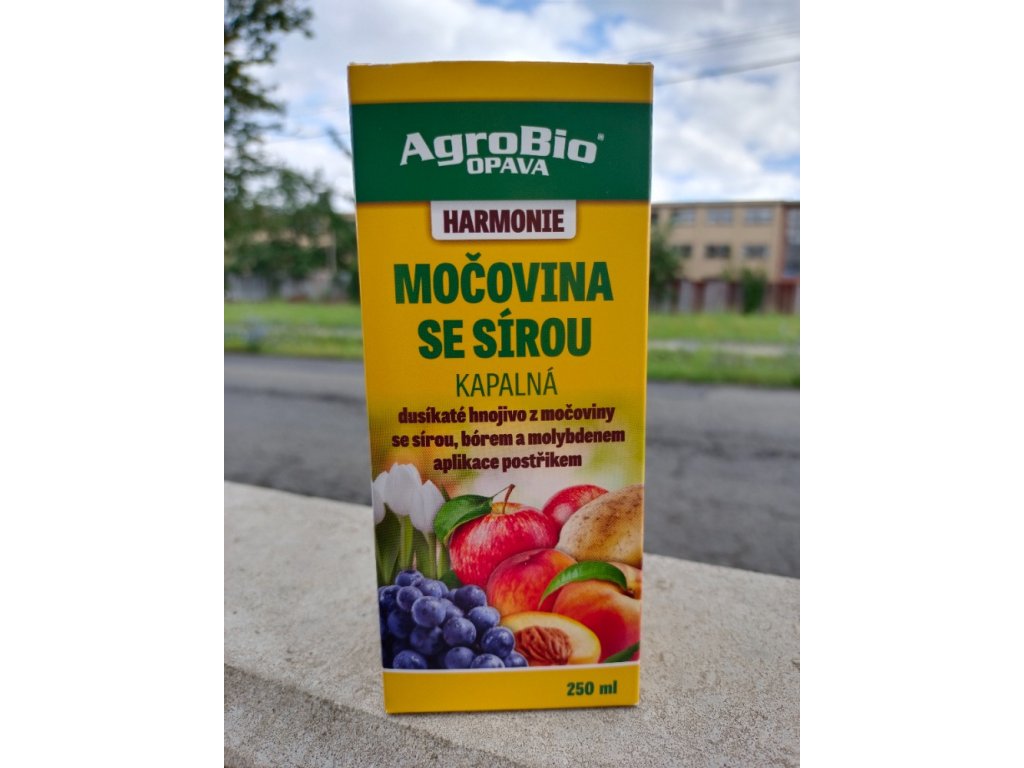 AgroBio®
OPAVA
HARMONIE
MOČOVINA
SE SÍROU
KAPALNÁ
dusíkaté hnojivo z močoviny
se sírou, bórem a molybdenem
aplikace postřikem
250 ml